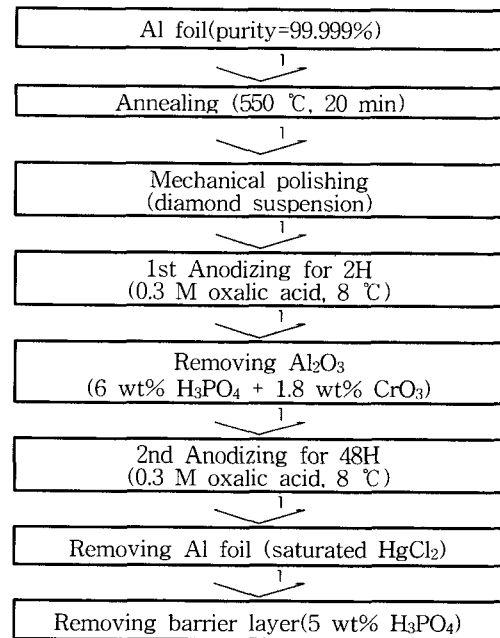 Al foil(purity=99.999%)
Annealing (550 ℃, 20 min)
Mechanical polishing
(diamond suspension)
1st Anodizing for 2H
(0.3 M oxalic acid, 8 ℃)
Removing Al₂O₃
(6 wt% H₃PO₄ + 1.8 wt% CrO₃)
2nd Anodizing for 48H
(0.3 M oxalic acid, 8 ℃)
Removing Al foil (saturated HgCl₂)
Removing barrier layer(5 wt% H₃PO₄)